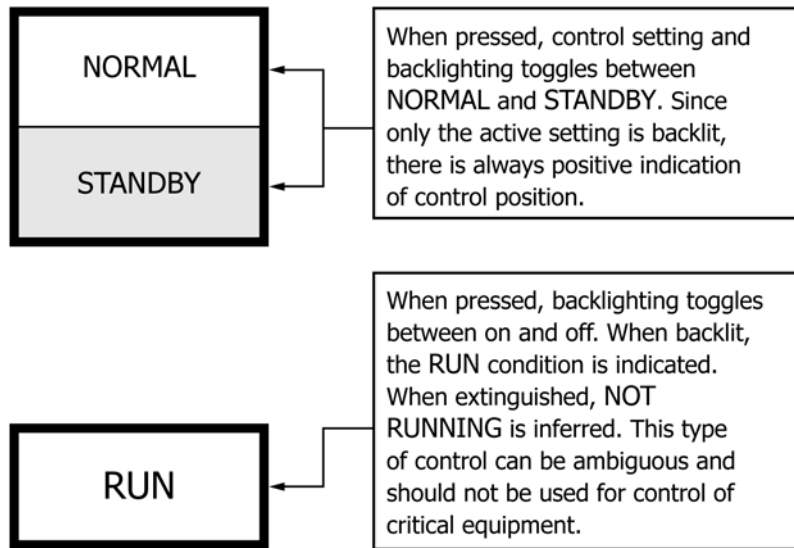 NORMAL
STANDBY
When pressed, control setting and
backlighting toggles between
NORMAL and STANDBY. Since
only the active setting is backlit,
there is always positive indication
of control position.
RUN
When pressed, backlighting toggles
between on and off. When backlit,
the RUN condition is indicated.
When extinguished, NOT
RUNNING is inferred. This type
of control can be ambiguous and
should not be used for control of
critical equipment.